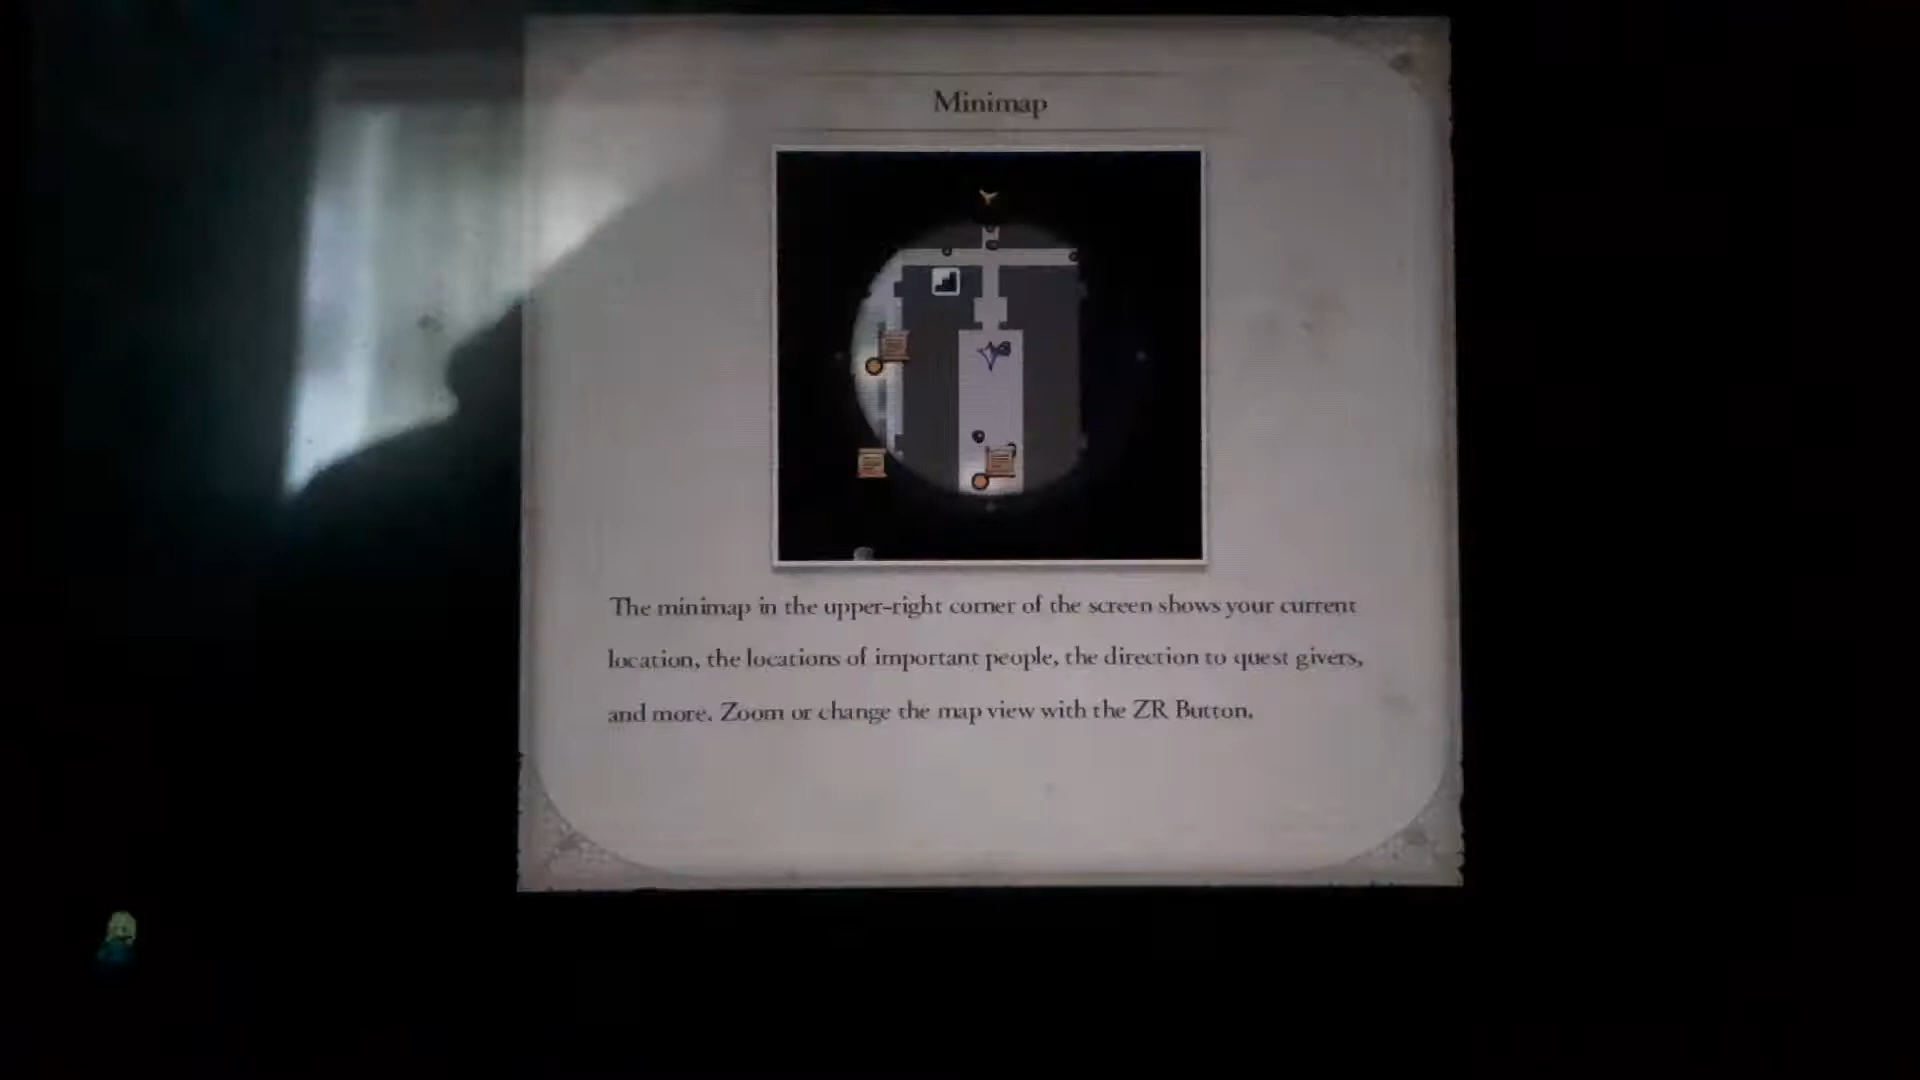 Minimap
The minimap in the upper-right corner of the screen shows your current
location, the locations of important people, the direction to quest givers,
and more. Zoom or change the map view with the ZR Button.